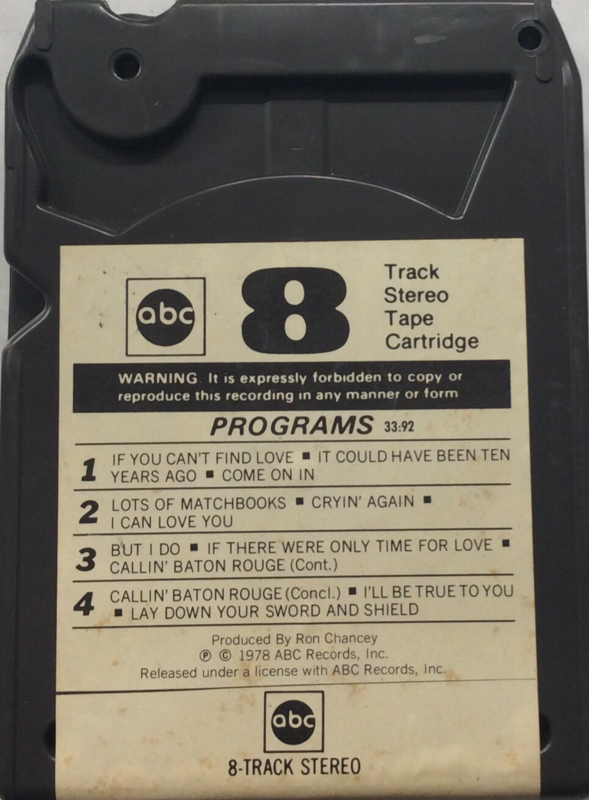 abc
8
Track
Stereo
Tape
Cartridge
WARNING. It is expressly forbidden to copy or
reproduce this recording in any manner or form
PROGRAMS 33:92
1 IF YOU CAN'T FIND LOVE ■ IT COULD HAVE BEEN TEN
YEARS AGO ■ COME ON IN
2 LOTS OF MATCHBOOKS ■ CRYIN' AGAIN ■
I CAN LOVE YOU
3 BUT I DO ■ IF THERE WERE ONLY TIME FOR LOVE ■
CALLIN' BATON ROUGE (Cont.)
4 CALLIN' BATON ROUGE (Concl.) ■ I'LL BE TRUE TO YOU
■ LAY DOWN YOUR SWORD AND SHIELD
Produced By Ron Chancey
℗ © 1978 ABC Records, Inc.
Released under a license with ABC Records, Inc.
abc
8-TRACK STEREO